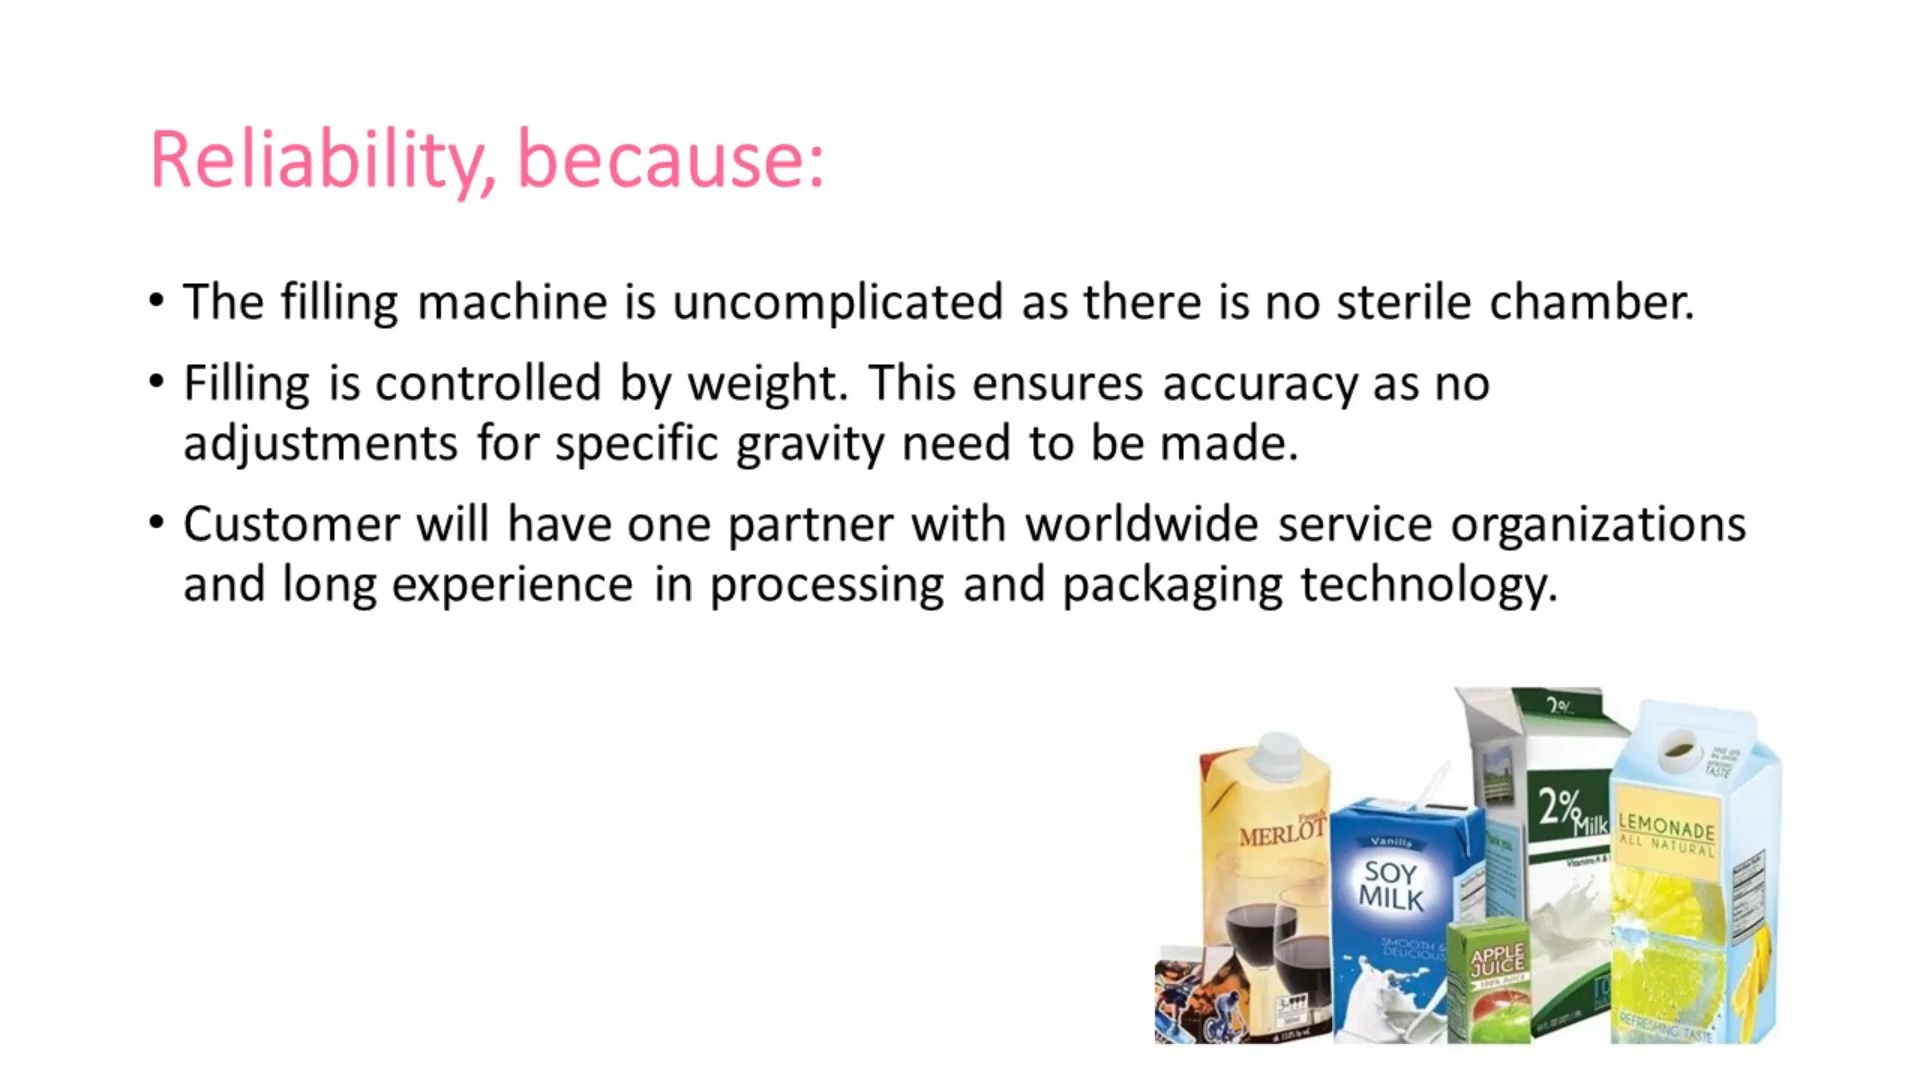 Reliability, because:
• The filling machine is uncomplicated as there is no sterile chamber.
• Filling is controlled by weight. This ensures accuracy as no
adjustments for specific gravity need to be made.
• Customer will have one partner with worldwide service organizations
and long experience in processing and packaging technology.
2%
TASTE
French
MERLOT
Vanilla
SOY
MILK
SMOOTH &
DELICIOUS
2%
Milk
Vitamins A &
LEMONADE
ALL NATURAL
APPLE
JUICE
100% JUICE
REFRESHING TASTE